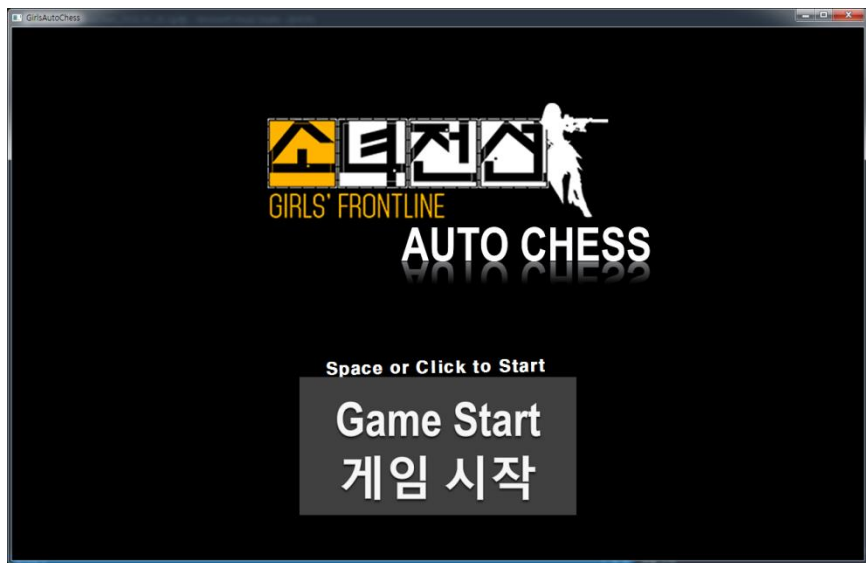 GirlsAutoChess
소녀전선
GIRLS' FRONTLINE
AUTO CHESS
Space or Click to Start
Game Start
게임 시작